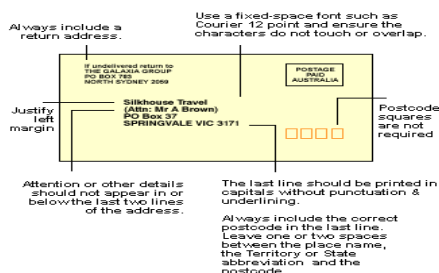 Always include a
return address.
Use a fixed-space font such as
Courier 12 point and ensure the
characters do not touch or overlap.
If undelivered return to
THE GALAXIA GROUP
PO BOX 765
NORTH SYDNEY 2059
POSTAGE
PAID
AUSTRALIA
Justify
left
margin
Silkhouse Travel
(Attn: Mr A Brown)
PO Box 37
SPRINGVALE VIC 3171
Postcode
squares
are not
required
Attention or other details
should not appear in or
below the last two lines
of the address.
The last line should be printed in
capitals without punctuation &
underlining.
Always include the correct
postcode in the last line.
Leave one or two spaces
between the place name,
the Territory or State
abbreviation and the
postcode